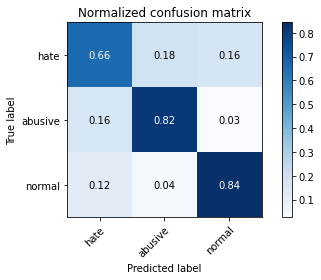 Normalized confusion matrix
hate 0.66 0.18 0.16
abusive 0.16 0.82 0.03
normal 0.12 0.04 0.84
hate abusive normal
True label
Predicted label
0.8
0.7
0.6
0.5
0.4
0.3
0.2
0.1